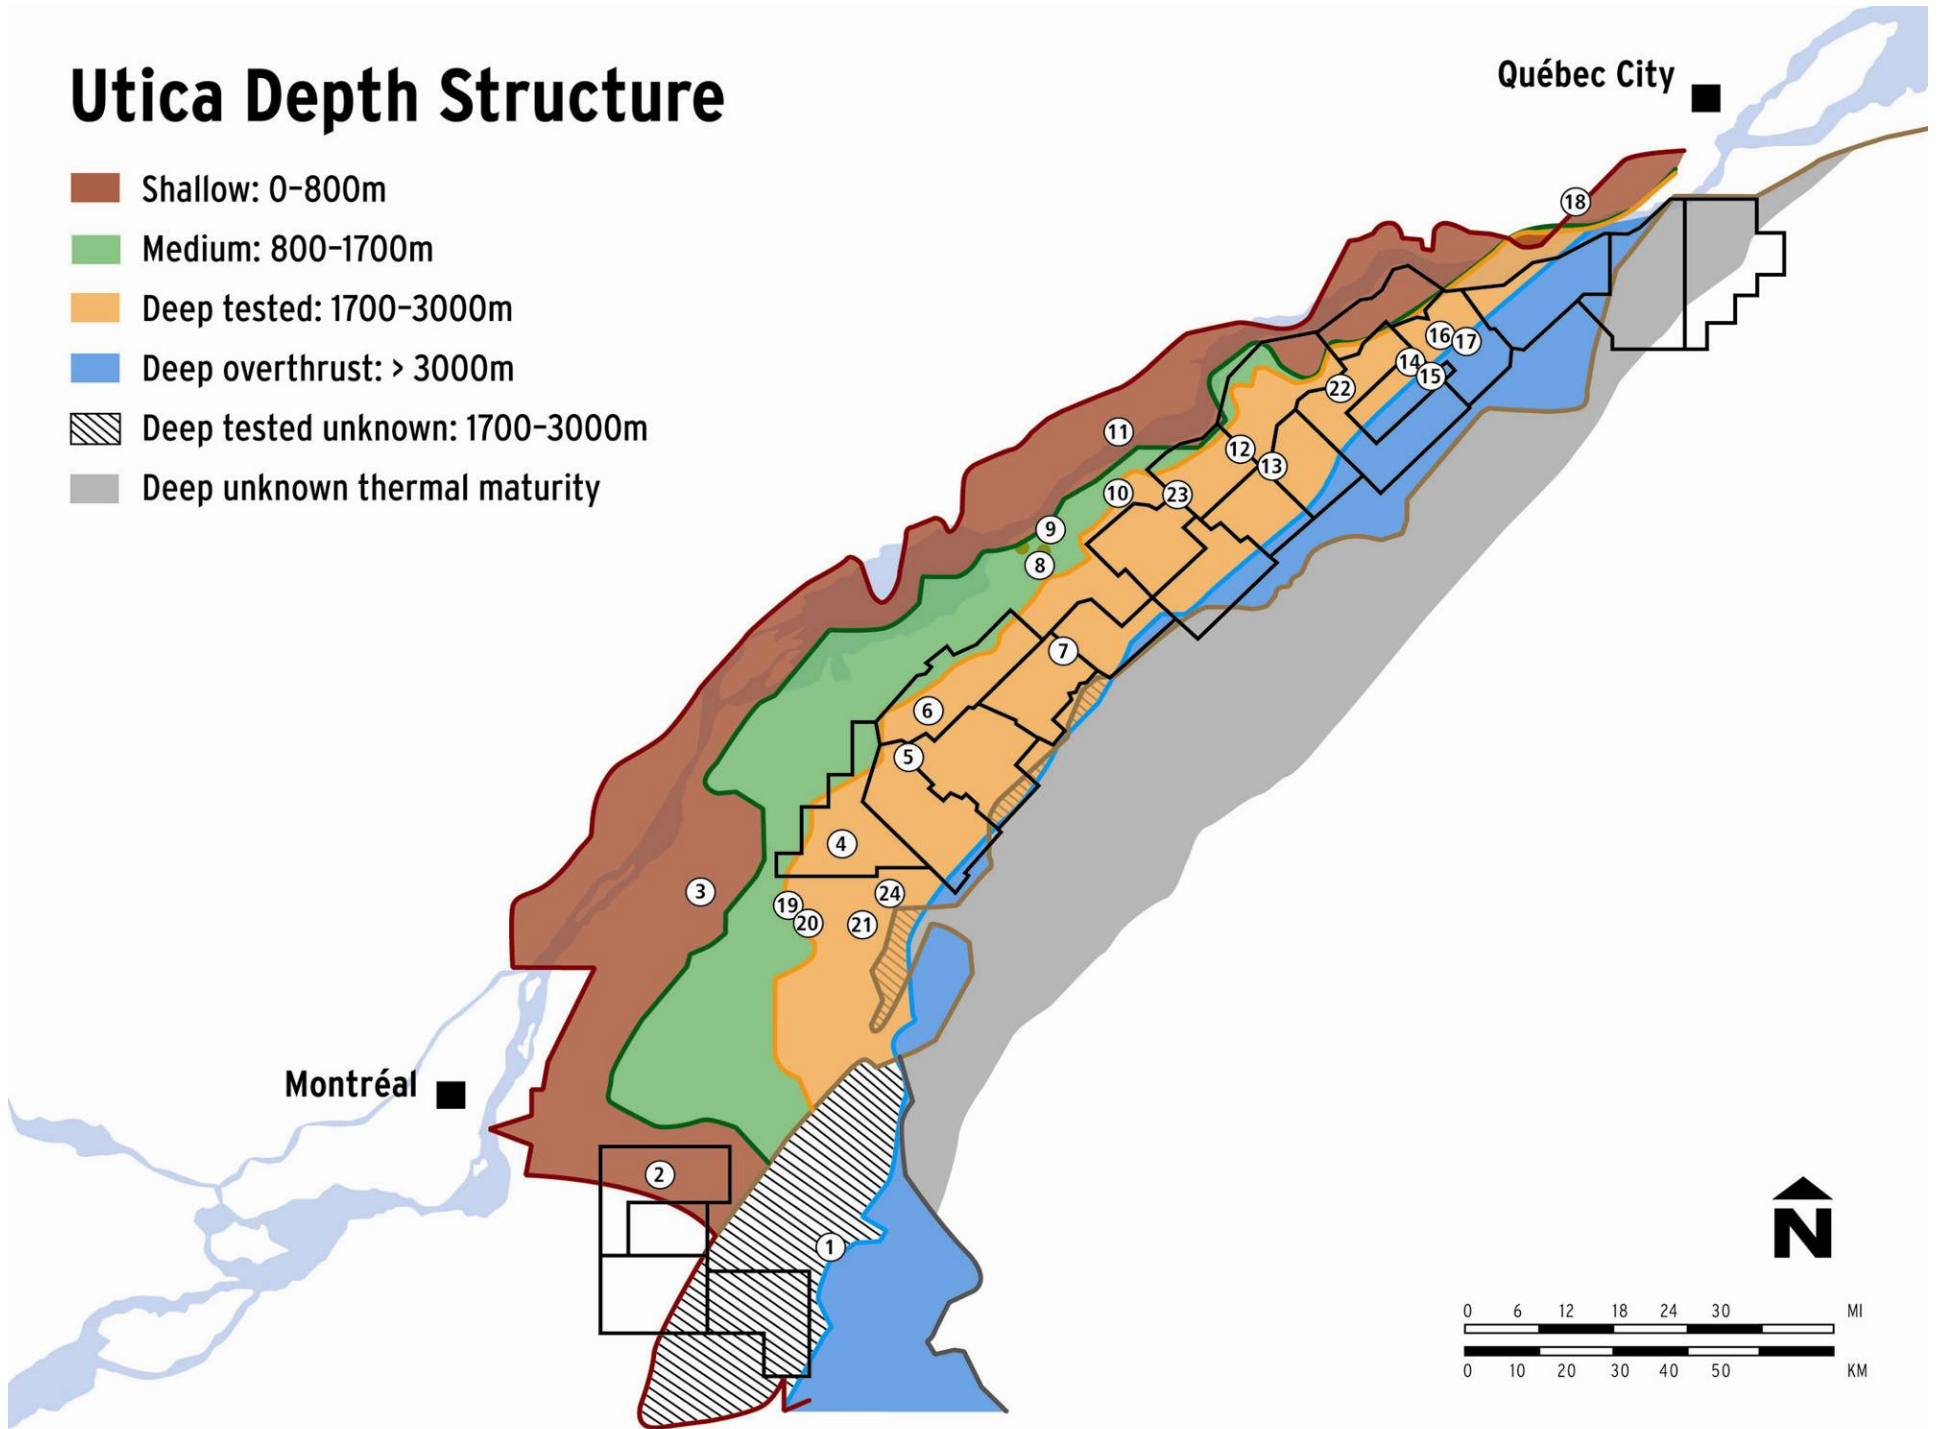 Utica Depth Structure
Shallow: 0–800m
Medium: 800–1700m
Deep tested: 1700–3000m
Deep overthrust: > 3000m
Deep tested unknown: 1700–3000m
Deep unknown thermal maturity
Québec City
18
16
17
14
15
22
11
12
13
10
23
9
8
7
6
5
4
3
24
19
20
21
Montréal
2
1
N
0 6 12 18 24 30 MI
0 10 20 30 40 50 KM